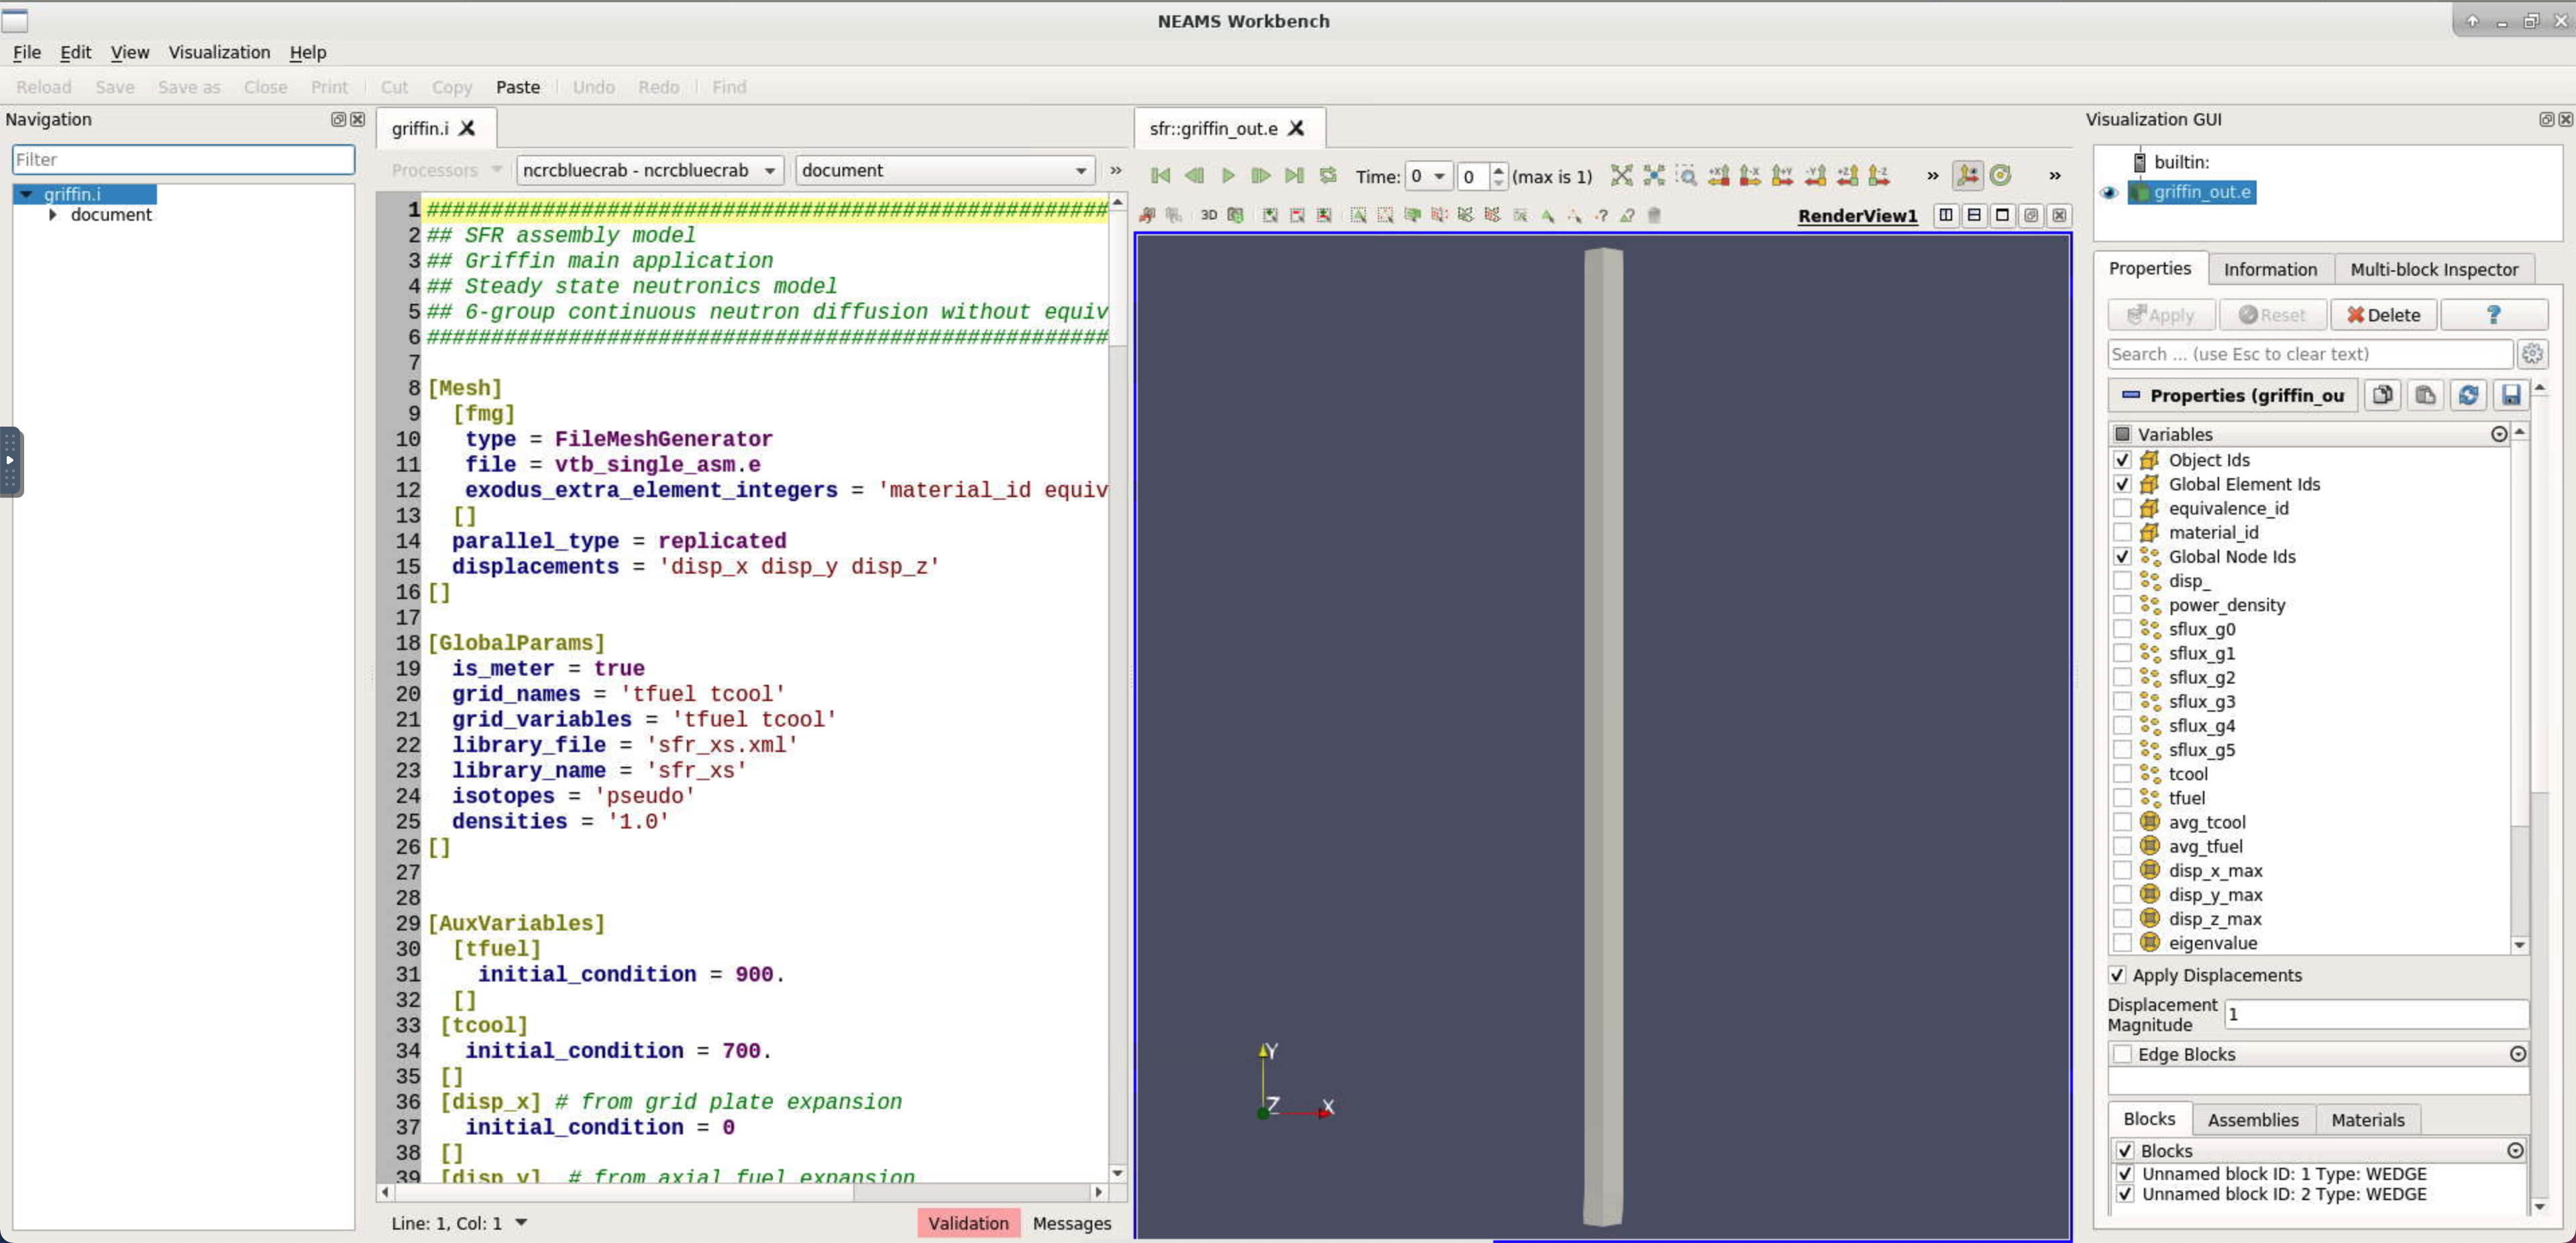 NEAMS Workbench
File Edit View Visualization Help
Reload Save Save as Close Print Cut Copy Paste Undo Redo Find
Navigation
Filter
griffin.i
document
griffin.i
Processors ncrcbluecrab - ncrcbluecrab document »
1 ######################################################
2 ## SFR assembly model
3 ## Griffin main application
4 ## Steady state neutronics model
5 ## 6-group continuous neutron diffusion without equiv
6 ######################################################
7
8 [Mesh]
9 [fmg]
10 type = FileMeshGenerator
11 file = vtb_single_asm.e
12 exodus_extra_element_integers = 'material_id equiv
13 []
14 parallel_type = replicated
15 displacements = 'disp_x disp_y disp_z'
16 []
17
18 [GlobalParams]
19 is_meter = true
20 grid_names = 'tfuel tcool'
21 grid_variables = 'tfuel tcool'
22 library_file = 'sfr_xs.xml'
23 library_name = 'sfr_xs'
24 isotopes = 'pseudo'
25 densities = '1.0'
26 []
27
28
29 [AuxVariables]
30 [tfuel]
31 initial_condition = 900.
32 []
33 [tcool]
34 initial_condition = 700.
35 []
36 [disp_x] # from grid plate expansion
37 initial_condition = 0
38 []
39 [disp_y] # from axial fuel expansion
Line: 1, Col: 1
Validation Messages
sfr::griffin_out.e
Time: 0 0 (max is 1) +X -X +Y -Y +Z -Z » »
3D RenderView1
Y
Z X
Visualization GUI
builtin:
griffin_out.e
Properties Information Multi-block Inspector
Apply Reset Delete ?
Search ... (use Esc to clear text)
Properties (griffin_ou
Variables
Object Ids
Global Element Ids
equivalence_id
material_id
Global Node Ids
disp_
power_density
sflux_g0
sflux_g1
sflux_g2
sflux_g3
sflux_g4
sflux_g5
tcool
tfuel
avg_tcool
avg_tfuel
disp_x_max
disp_y_max
disp_z_max
eigenvalue
Apply Displacements
Displacement
Magnitude
1
Edge Blocks
Blocks Assemblies Materials
Blocks
Unnamed block ID: 1 Type: WEDGE
Unnamed block ID: 2 Type: WEDGE